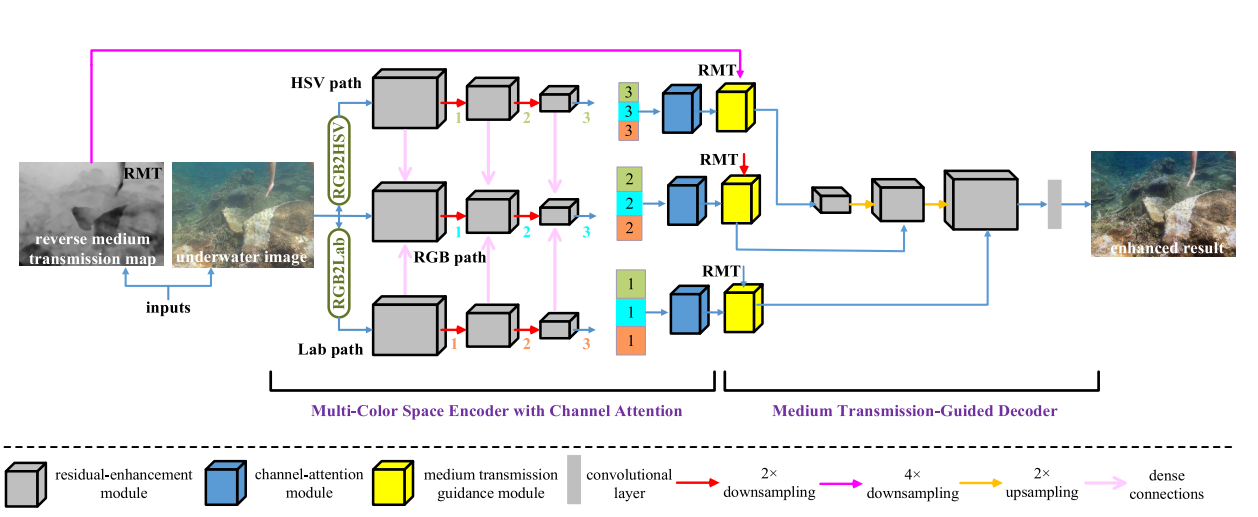 HSV path
RMT
RGB2HSV
1
2
3
3
3
3
RMT
reverse medium
transmission map
underwater image
inputs
RGB2Lab
1
2
3
RGB path
2
2
2
RMT
enhanced result
Lab path
1
2
3
1
1
1
RMT
Multi-Color Space Encoder with Channel Attention
Medium Transmission-Guided Decoder
residual-enhancement
module
channel-attention
module
medium transmission
guidance module
convolutional
layer
2×
downsampling
4×
downsampling
2×
upsampling
dense
connections